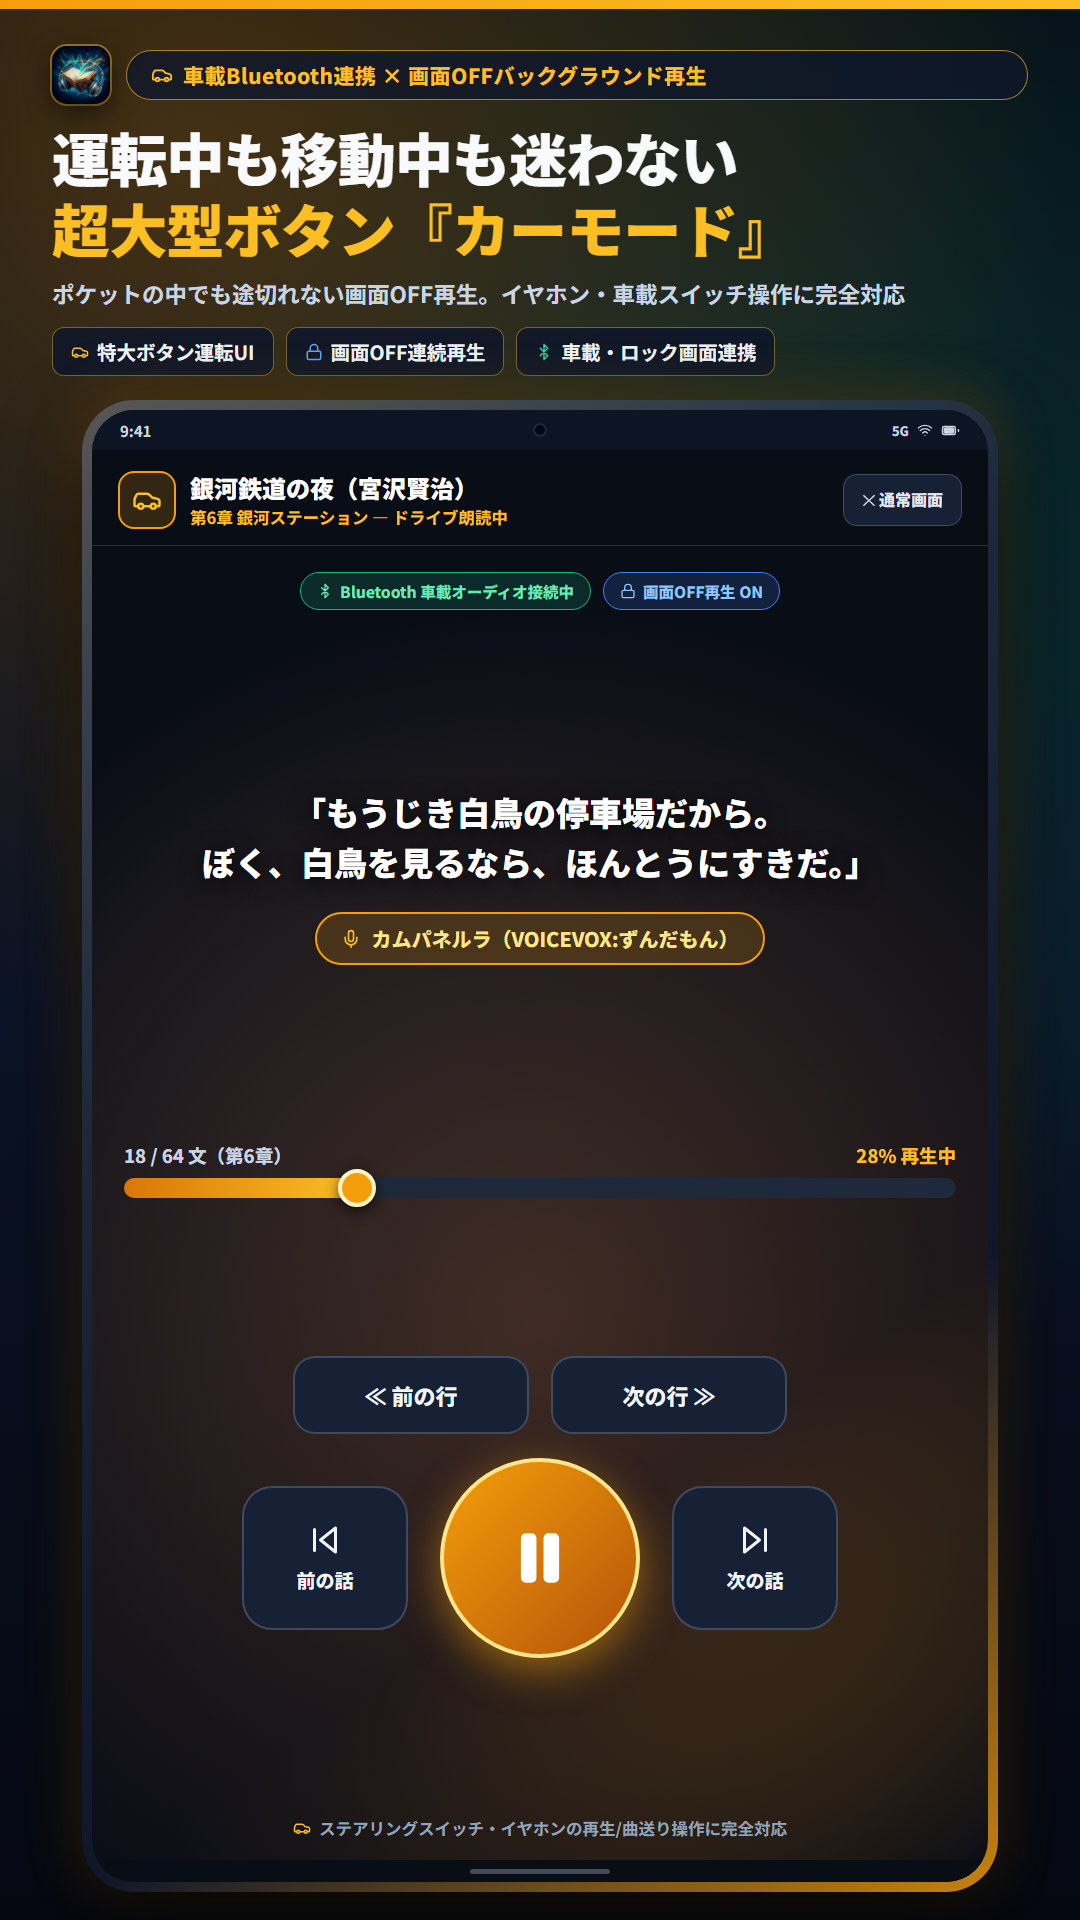 車載Bluetooth連携 × 画面OFFバックグラウンド再生
運転中も移動中も迷わない
超大型ボタン『カーモード』
ポケットの中でも途切れない画面OFF再生。イヤホン・車載スイッチ操作に完全対応
特大ボタン運転UI
画面OFF連続再生
車載・ロック画面連携
9:41
5G
銀河鉄道の夜（宮沢賢治）
第6章 銀河ステーション — ドライブ朗読中
×通常画面
Bluetooth 車載オーディオ接続中
画面OFF再生 ON
「もうじき白鳥の停車場だから。
ぼく、白鳥を見るなら、ほんとうにすきだ。」
カムパネルラ（VOICEVOX:ずんだもん）
18 / 64 文（第6章）
28% 再生中
≪ 前の行
次の行 ≫
前の話
次の話
ステアリングスイッチ・イヤホンの再生/曲送り操作に完全対応